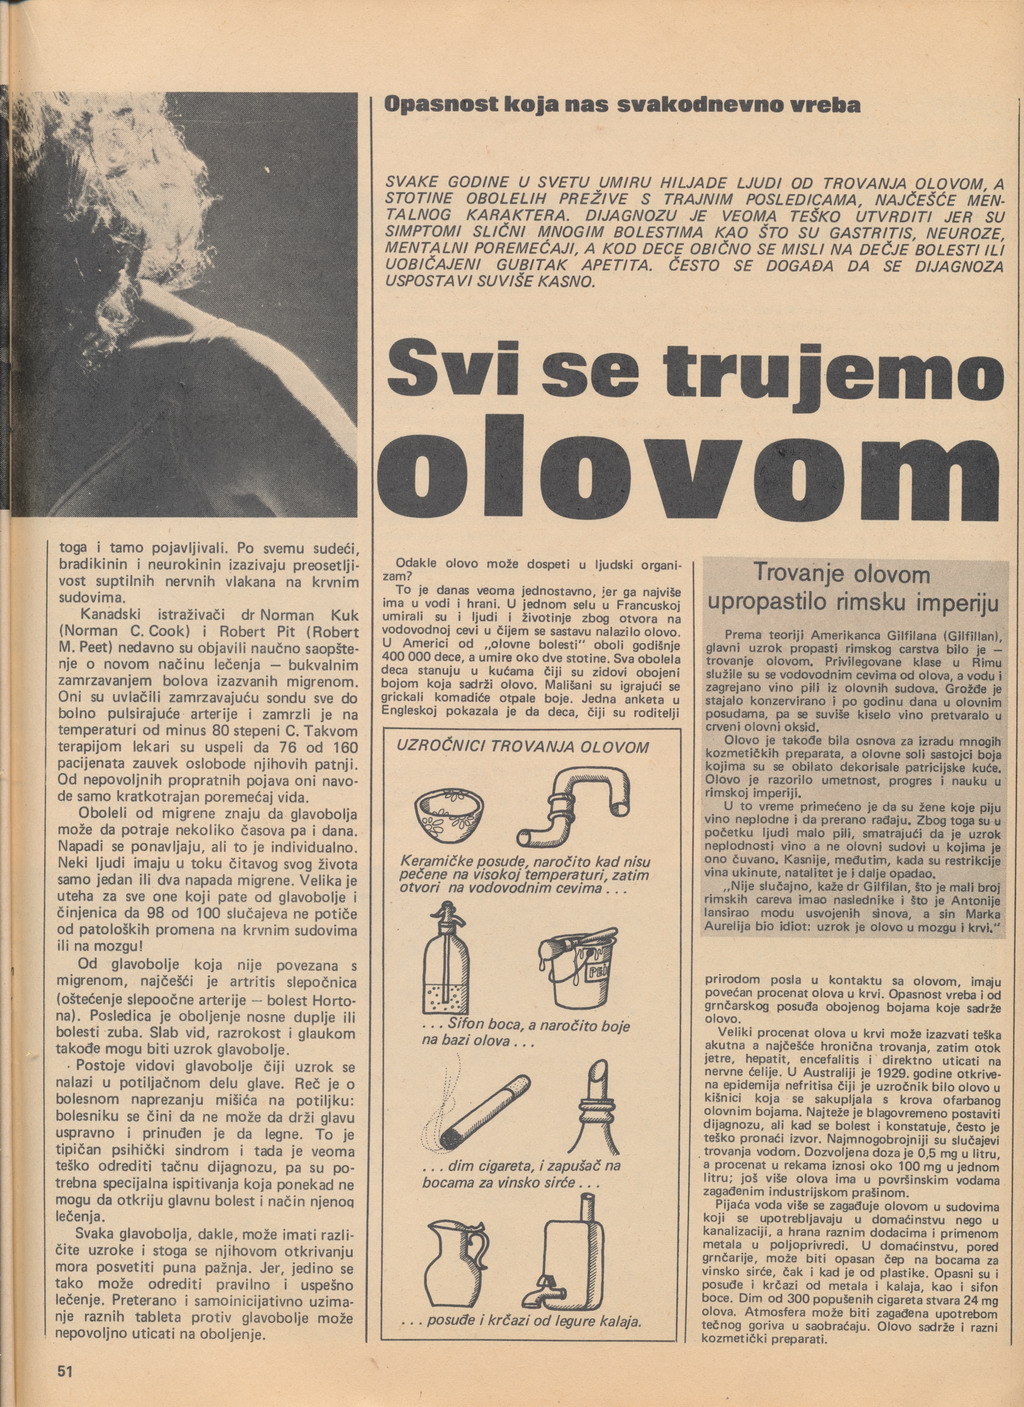 toga i tamo pojavljivali. Po svemu sudeći,
bradikinin i neurokinin izazivaju preosetlji-
vost suptilnih nervnih vlakana na krvnim
sudovima.
Kanadski istraživači dr Norman Kuk
(Norman C. Cook) i Robert Pit (Robert
M. Peet) nedavno su objavili naučno saopšte-
nje o novom načinu lečenja — bukvalnim
zamrzavanjem bolova izazvanih migrenom.
Oni su uvlačili zamrzavajuću sondu sve do
bolno pulsirajuće arterije i zamrzli je na
temperaturi od minus 80 stepeni C. Takvom
terapijom lekari su uspeli da 76 od 160
pacijenata zauvek oslobode njihovih patnji.
Od nepovoljnih propratnih pojava oni navo-
de samo kratkotrajan poremećaj vida.
Oboleli od migrene znaju da glavobolja
može da potraje nekoliko časova pa i dana.
Napadi se ponavljaju, ali to je individualno.
Neki ljudi imaju u toku čitavog svog života
samo jedan ili dva napada migrene. Velika je
uteha za sve one koji pate od glavobolje i
činjenica da 98 od 100 slučajeva ne potiče
od patoloških promena na krvnim sudovima
ili na mozgu!
Od glavobolje koja nije povezana s
migrenom, najčešći je artritis slepočnica
(oštećenje slepoočne arterije — bolest Horto-
na). Posledica je oboljenje nosne duplje ili
bolesti zuba. Slab vid, razrokost i glaukom
takođe mogu biti uzrok glavobolje.
Postoje vidovi glavobolje čiji uzrok se
nalazi u potiljačnom delu glave. Reč je o
bolesnom naprezanju mišića na potiljku:
bolesniku se čini da ne može da drži glavu
uspravno i prinuđen je da legne. To je
tipičan psihički sindrom i tada je veoma
teško odrediti tačnu dijagnozu, pa su po-
trebna specijalna ispitivanja koja ponekad ne
mogu da otkriju glavnu bolest i način njenog
lečenja.
Svaka glavobolja, dakle, može imati razli-
čite uzroke i stoga se njihovom otkrivanju
mora posvetiti puna pažnja. Jer, jedino se
tako može odrediti pravilno i uspešno
lečenje. Preterano i samoinicijativno uzima-
nje raznih tableta protiv glavobolje može
nepovoljno uticati na oboljenje.
51
Opasnost koja nas svakodnevno vreba
SVAKE GODINE U SVETU UMIRU HILJADE LJUDI OD TROVANJA OLOVOM, A
STOTINE OBOLELIH PREŽIVE S TRAJNIM POSLEDICAMA, NAJČEŠĆE MEN-
TALNOG KARAKTERA. DIJAGNOZU JE VEOMA TEŠKO UTVRDITI JER SU
SIMPTOMI SLIČNI MNOGIM BOLESTIMA KAO ŠTO SU GASTRITIS, NEUROZE,
MENTALNI POREMEĆAJI, A KOD DECE OBIČNO SE MISLI NA DEČJE BOLESTI ILI
UOBIČAJENI GUBITAK APETITA. ČESTO SE DOGAĐA DA SE DIJAGNOZA
USPOSTAVI SUVIŠE KASNO.
Svi se trujemo
olovom
Odakle olovo može dospeti u ljudski organi-
zam?
To je danas veoma jednostavno, jer ga najviše
ima u vodi i hrani. U jednom selu u Francuskoj
umirali su i ljudi i životinje zbog otvora na
vodovodnoj cevi u čijem se sastavu nalazilo olovo.
U Americi od „olovne bolesti" oboli godišnje
400 000 dece, a umire oko dve stotine. Sva obolela
deca stanuju u kućama čiji su zidovi obojeni
bojom koja sadrži olovo. Mališani su igrajući se
grickali komadiće otpale boje. Jedna anketa u
Engleskoj pokazala je da deca, čiji su roditelji
UZROČNICI TROVANJA OLOVOM
Keramičke posude, naročito kad nisu
pečene na visokoj temperaturi, zatim
otvori na vodovodnim cevima . . .
. . . Sifon boca, a naročito boje
na bazi olova . . .
. . . dim cigareta, i zapušač na
bocama za vinsko sirće . . .
. . . posuđe i krčazi od legure kalaja.
Trovanje olovom
upropastilo rimsku imperiju
Prema teoriji Amerikanca Gilfilana (Gilfillan),
glavni uzrok propasti rimskog carstva bilo je —
trovanje olovom. Privilegovane klase u Rimu
služile su se vodovodnim cevima od olova, a vodu i
zagrejano vino pili iz olovnih sudova. Grožđe je
stajalo konzervirano i po godinu dana u olovnim
posudama, pa se suviše kiselo vino pretvaralo u
crveni olovni oksid.
Olovo je takođe bila osnova za izradu mnogih
kozmetičkih preparata, a olovne soli sastojci boja
kojima su se obilato dekorisale patricijske kuće.
Olovo je razorilo umetnost, progres i nauku u
rimskoj imperiji.
U to vreme primećeno je da su žene koje piju
vino neplodne i da prerano rađaju. Zbog toga su u
početku ljudi malo pili, smatrajući da je uzrok
neplodnosti vino a ne olovni sudovi u kojima je
ono čuvano. Kasnije, međutim, kada su restrikcije
vina ukinute, natalitet je i dalje opadao.
„Nije slučajno, kaže dr Gilfilan, što je mali broj
rimskih careva imao naslednike i što je Antonije
lansirao modu usvojenih sinova, a sin Marka
Aurelija bio idiot: uzrok je olovo u mozgu i krvi."
prirodom posla u kontaktu sa olovom, imaju
povećan procenat olova u krvi. Opasnost vreba i od
grnčarskog posuđa obojenog bojama koje sadrže
olovo.
Veliki procenat olova u krvi može izazvati teška
akutna a najčešće hronična trovanja, zatim otok
jetre, hepatit, encefalitis i direktno uticati na
nervne ćelije. U Australiji je 1929. godine otkrive-
na epidemija nefritisa čiji je uzročnik bilo olovo u
kišnici koja se sakupljala s krova ofarbanog
olovnim bojama. Najteže je blagovremeno postaviti
dijagnozu, ali kad se bolest i konstatuje, često je
teško pronaći izvor. Najmnogobrojniji su slučajevi
trovanja vodom. Dozvoljena doza je 0,5 mg u litru,
a procenat u rekama iznosi oko 100 mg u jednom
litru; još više olova ima u površinskim vodama
zagađenim industrijskom prašinom.
Pijaća voda više se zagađuje olovom u sudovima
koji se upotrebljavaju u domaćinstvu nego u
kanalizaciji, a hrana raznim dodacima i primenom
metala u poljoprivredi. U domaćinstvu, pored
grnčarije, može biti opasan čep na bocama za
vinsko sirće, čak i kad je od plastike. Opasni su i
posuđe i krčazi od metala i kalaja, kao i sifon
boce. Dim od 300 popušenih cigareta stvara 24 mg
olova. Atmosfera može biti zagađena upotrebom
tečnog goriva u saobraćaju. Olovo sadrže i razni
kozmetički preparati.